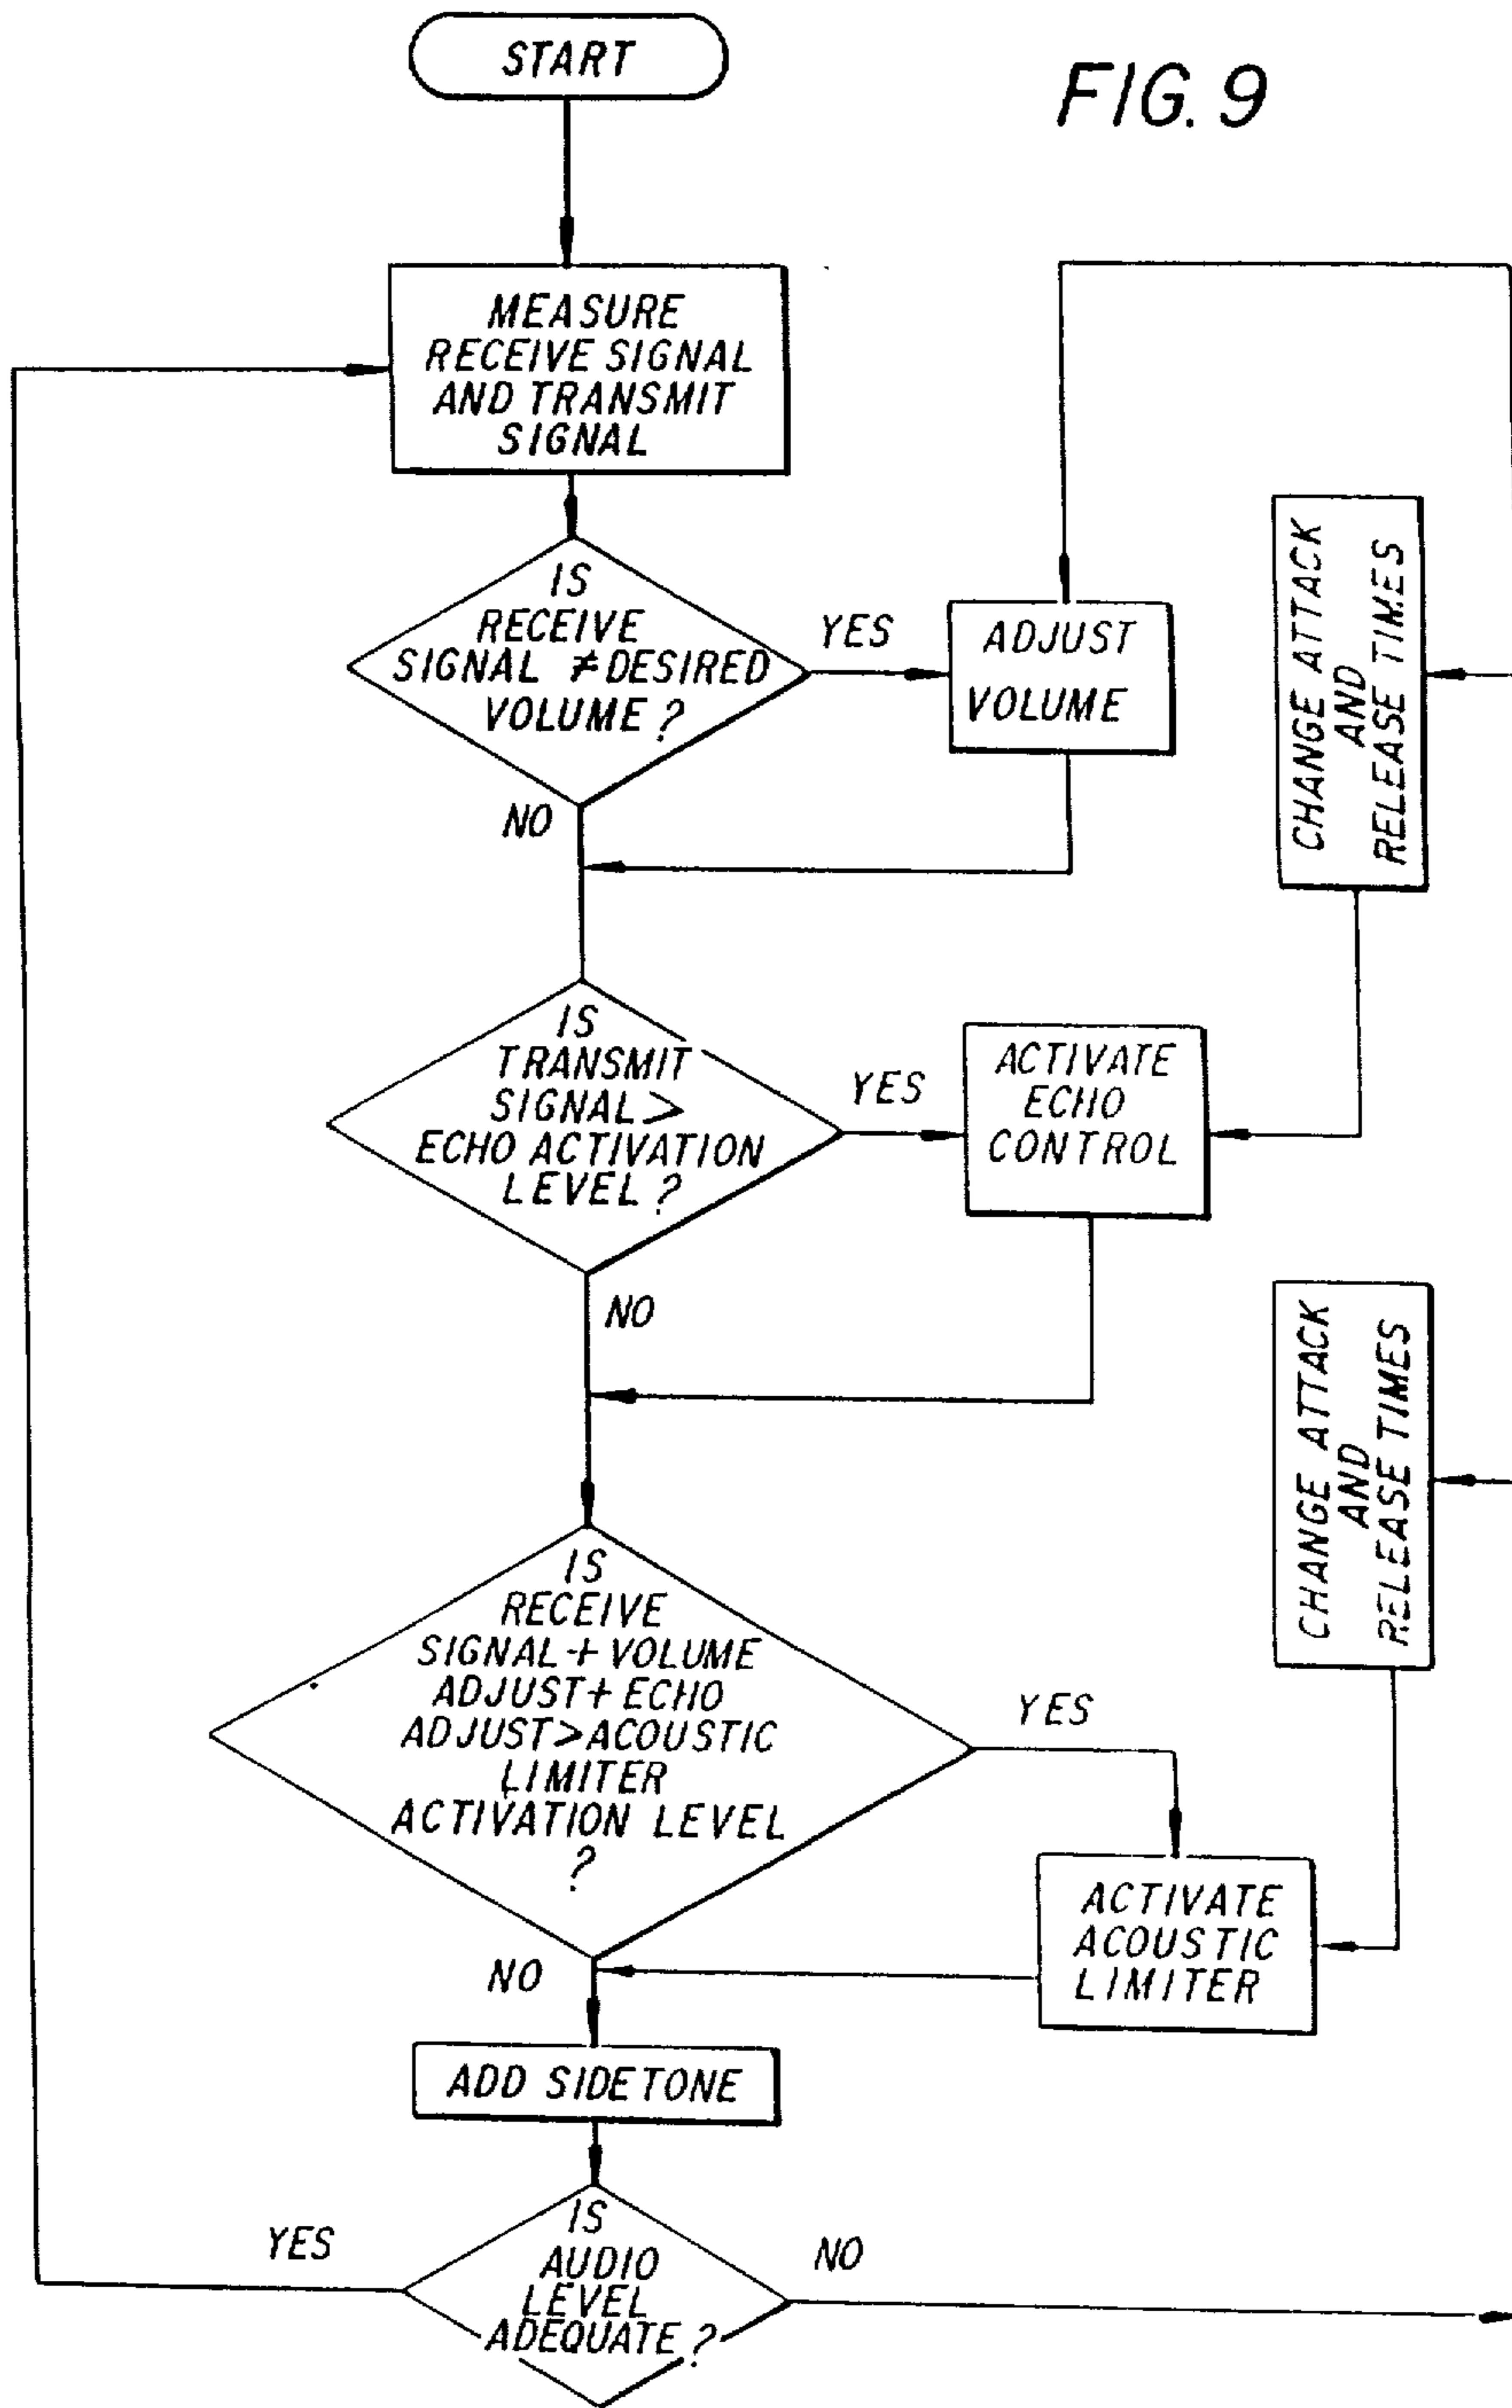 START
FIG. 9
MEASURE
RECEIVE SIGNAL
AND TRANSMIT
SIGNAL
IS
RECEIVE
SIGNAL ≠ DESIRED
VOLUME ?
YES
ADJUST
VOLUME
CHANGE ATTACK
AND
RELEASE TIMES
NO
IS
TRANSMIT
SIGNAL >
ECHO ACTIVATION
LEVEL ?
YES
ACTIVATE
ECHO
CONTROL
NO
CHANGE ATTACK
AND
RELEASE TIMES
IS
RECEIVE
SIGNAL + VOLUME
ADJUST + ECHO
ADJUST > ACOUSTIC
LIMITER
ACTIVATION LEVEL
?
YES
ACTIVATE
ACOUSTIC
LIMITER
NO
ADD SIDETONE
IS
AUDIO
LEVEL
ADEQUATE ?
YES
NO